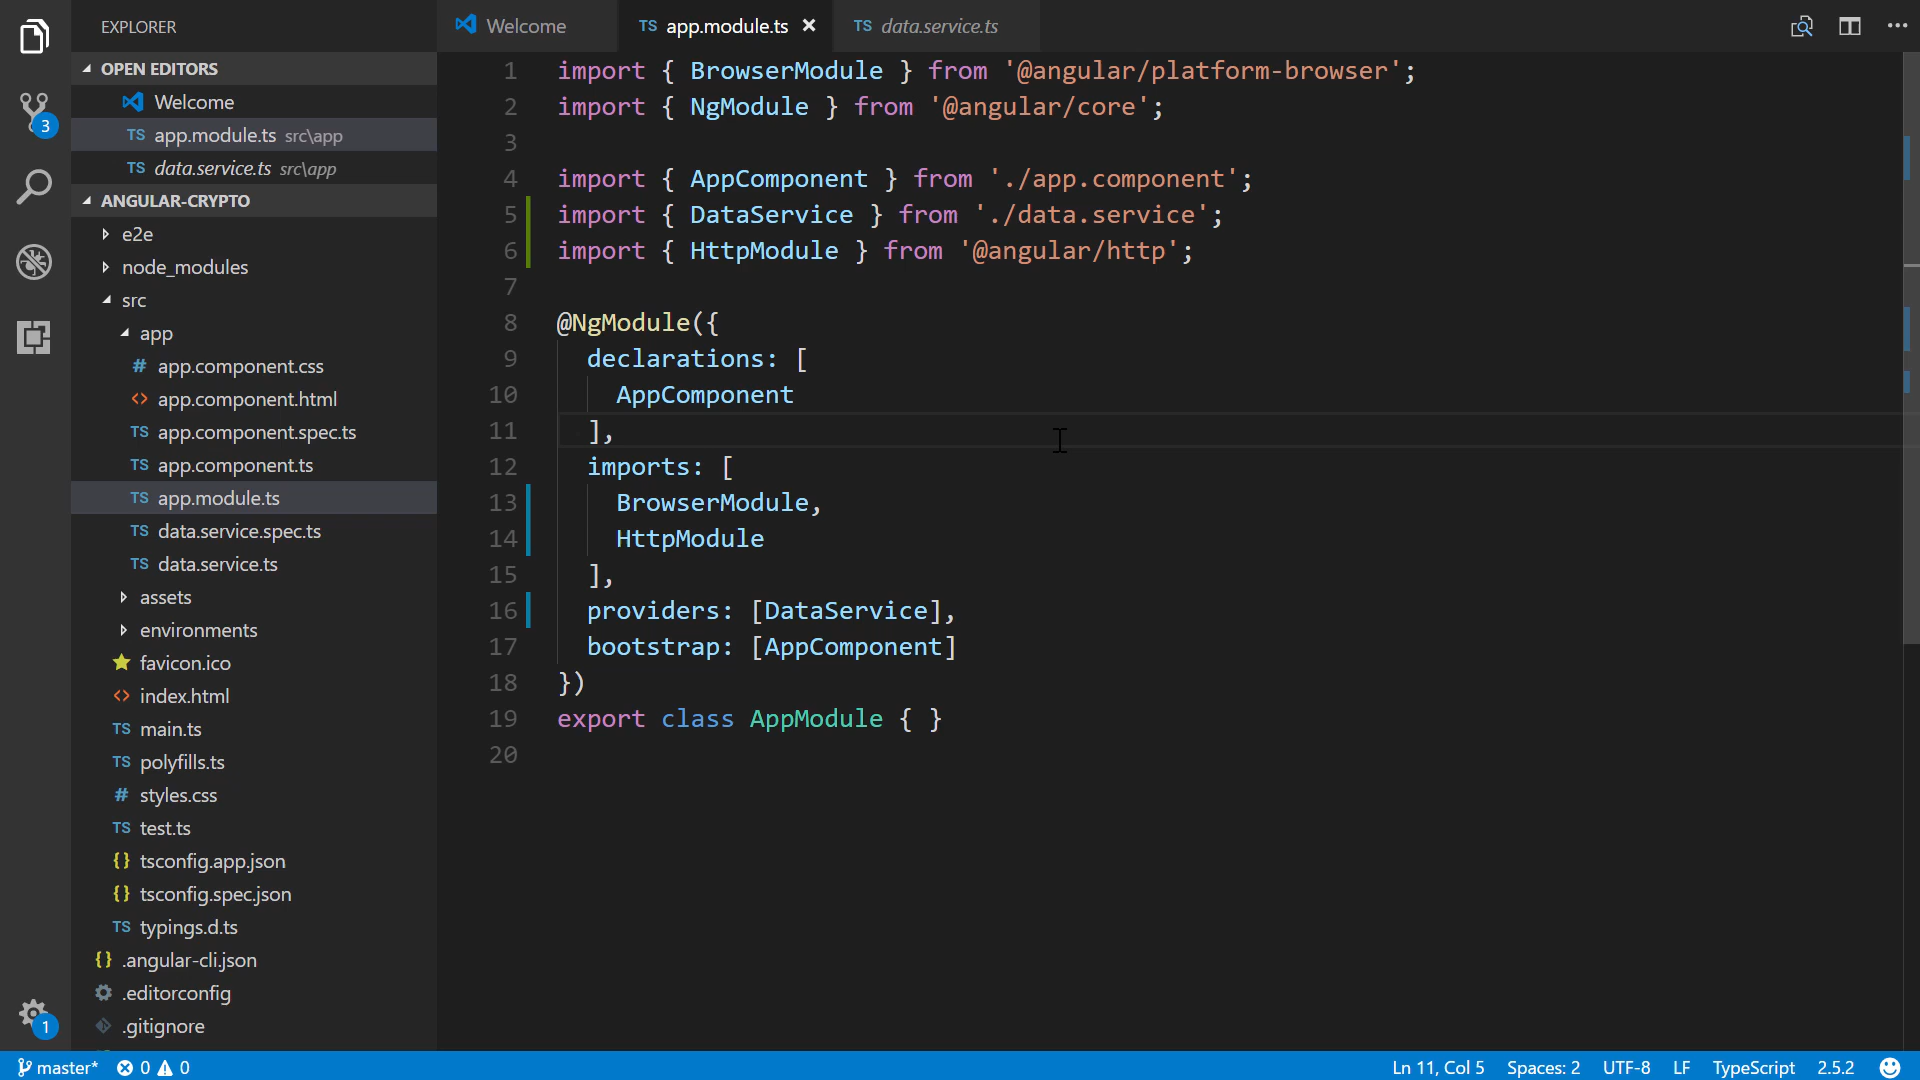 EXPLORER
OPEN EDITORS
Welcome
TS app.module.ts src\app
TS data.service.ts src\app
ANGULAR-CRYPTO
e2e
node_modules
src
app
# app.component.css
<> app.component.html
TS app.component.spec.ts
TS app.component.ts
TS app.module.ts
TS data.service.spec.ts
TS data.service.ts
assets
environments
favicon.ico
<> index.html
TS main.ts
TS polyfills.ts
# styles.css
TS test.ts
{} tsconfig.app.json
{} tsconfig.spec.json
TS typings.d.ts
{} .angular-cli.json
.editorconfig
.gitignore
3
1
Welcome
TS app.module.ts ×
TS data.service.ts
1 import { BrowserModule } from '@angular/platform-browser';
2 import { NgModule } from '@angular/core';
3
4 import { AppComponent } from './app.component';
5 import { DataService } from './data.service';
6 import { HttpModule } from '@angular/http';
7
8 @NgModule({
9 declarations: [
10 AppComponent
11 ],
12 imports: [
13 BrowserModule,
14 HttpModule
15 ],
16 providers: [DataService],
17 bootstrap: [AppComponent]
18 })
19 export class AppModule { }
20
master* 0 0
Ln 11, Col 5 Spaces: 2 UTF-8 LF TypeScript 2.5.2